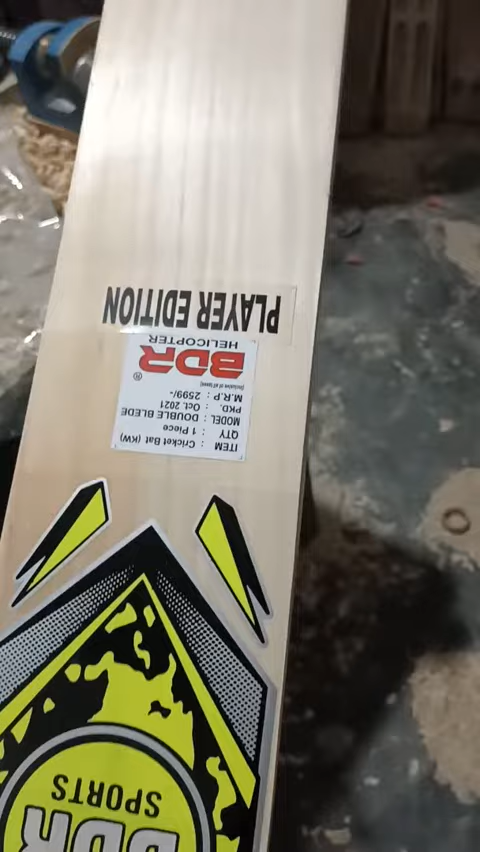 BDR
SPORTS
ITEM : Cricket Bat (KW)
QTY : 1 Piece
MODEL : DOUBLE BLEDE
PKD. : Oct. 2021
M.R.P : 2599/-
(Inclusive of all taxes)
BDR®
HELICOPTER
PLAYER EDITION